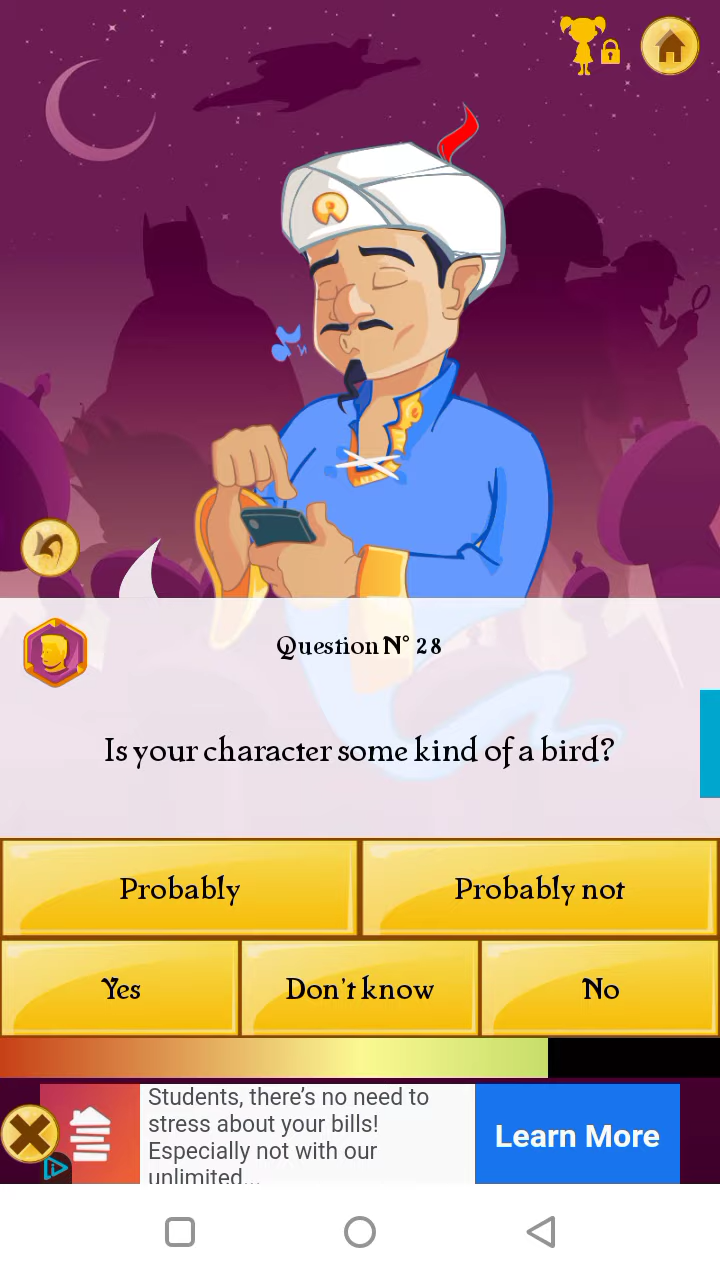 Question N° 28
Is your character some kind of a bird?
Probably
Probably not
Yes
Don't know
No
Students, there’s no need to
stress about your bills!
Especially not with our
unlimited...
Learn More